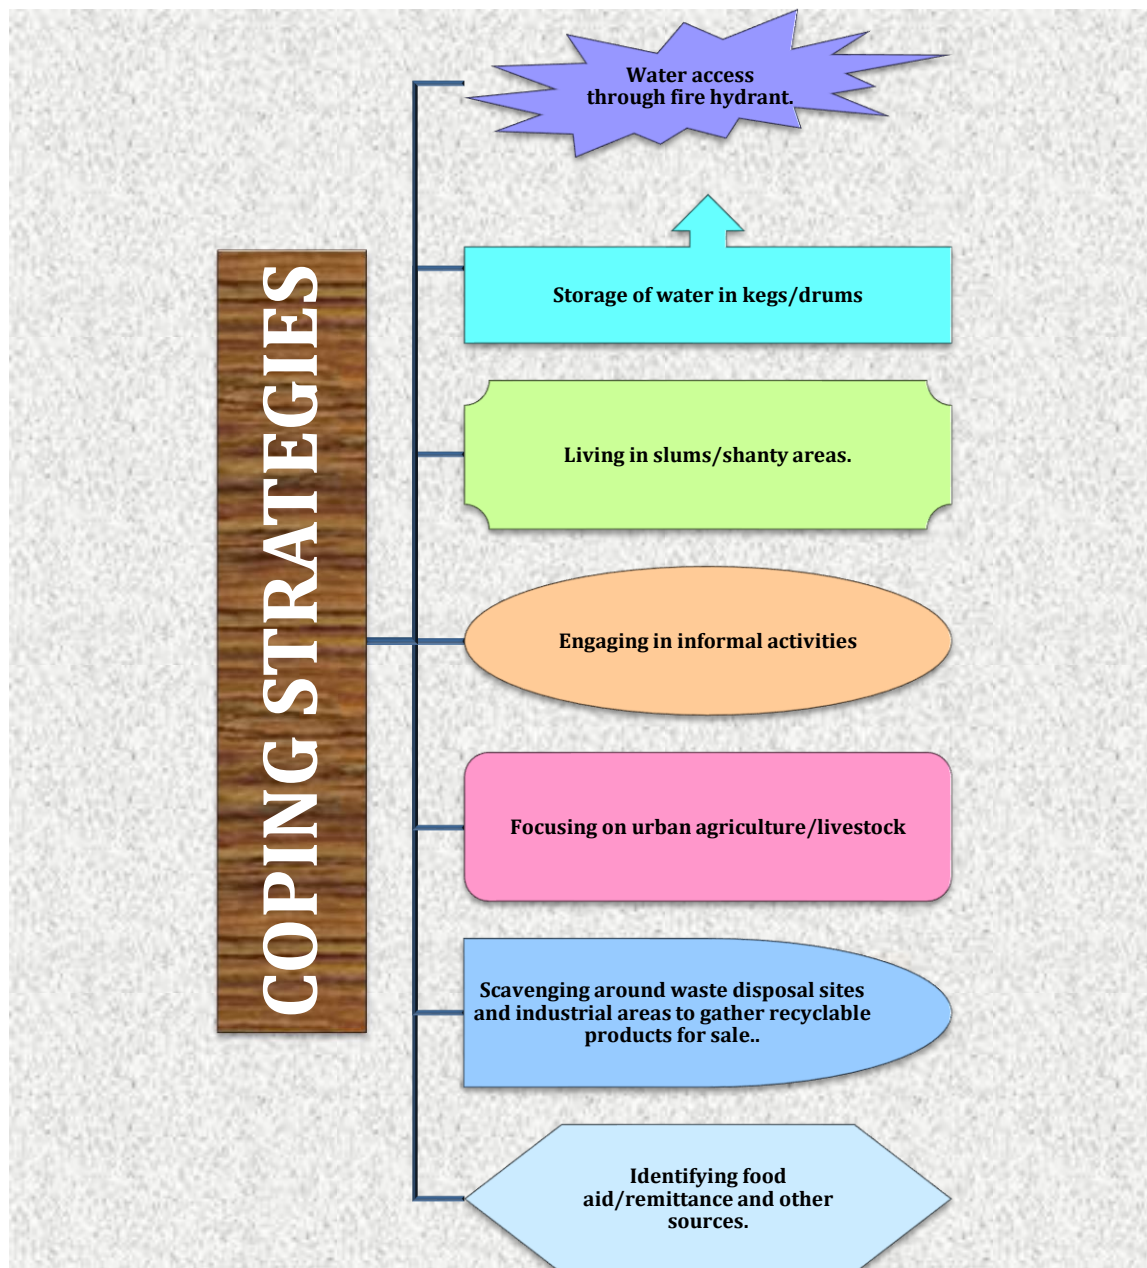 COPING STRATEGIES
Water access
through fire hydrant.
Storage of water in kegs/drums
Living in slums/shanty areas.
Engaging in informal activities
Focusing on urban agriculture/livestock
Scavenging around waste disposal sites
and industrial areas to gather recyclable
products for sale..
Identifying food
aid/remittance and other
sources.